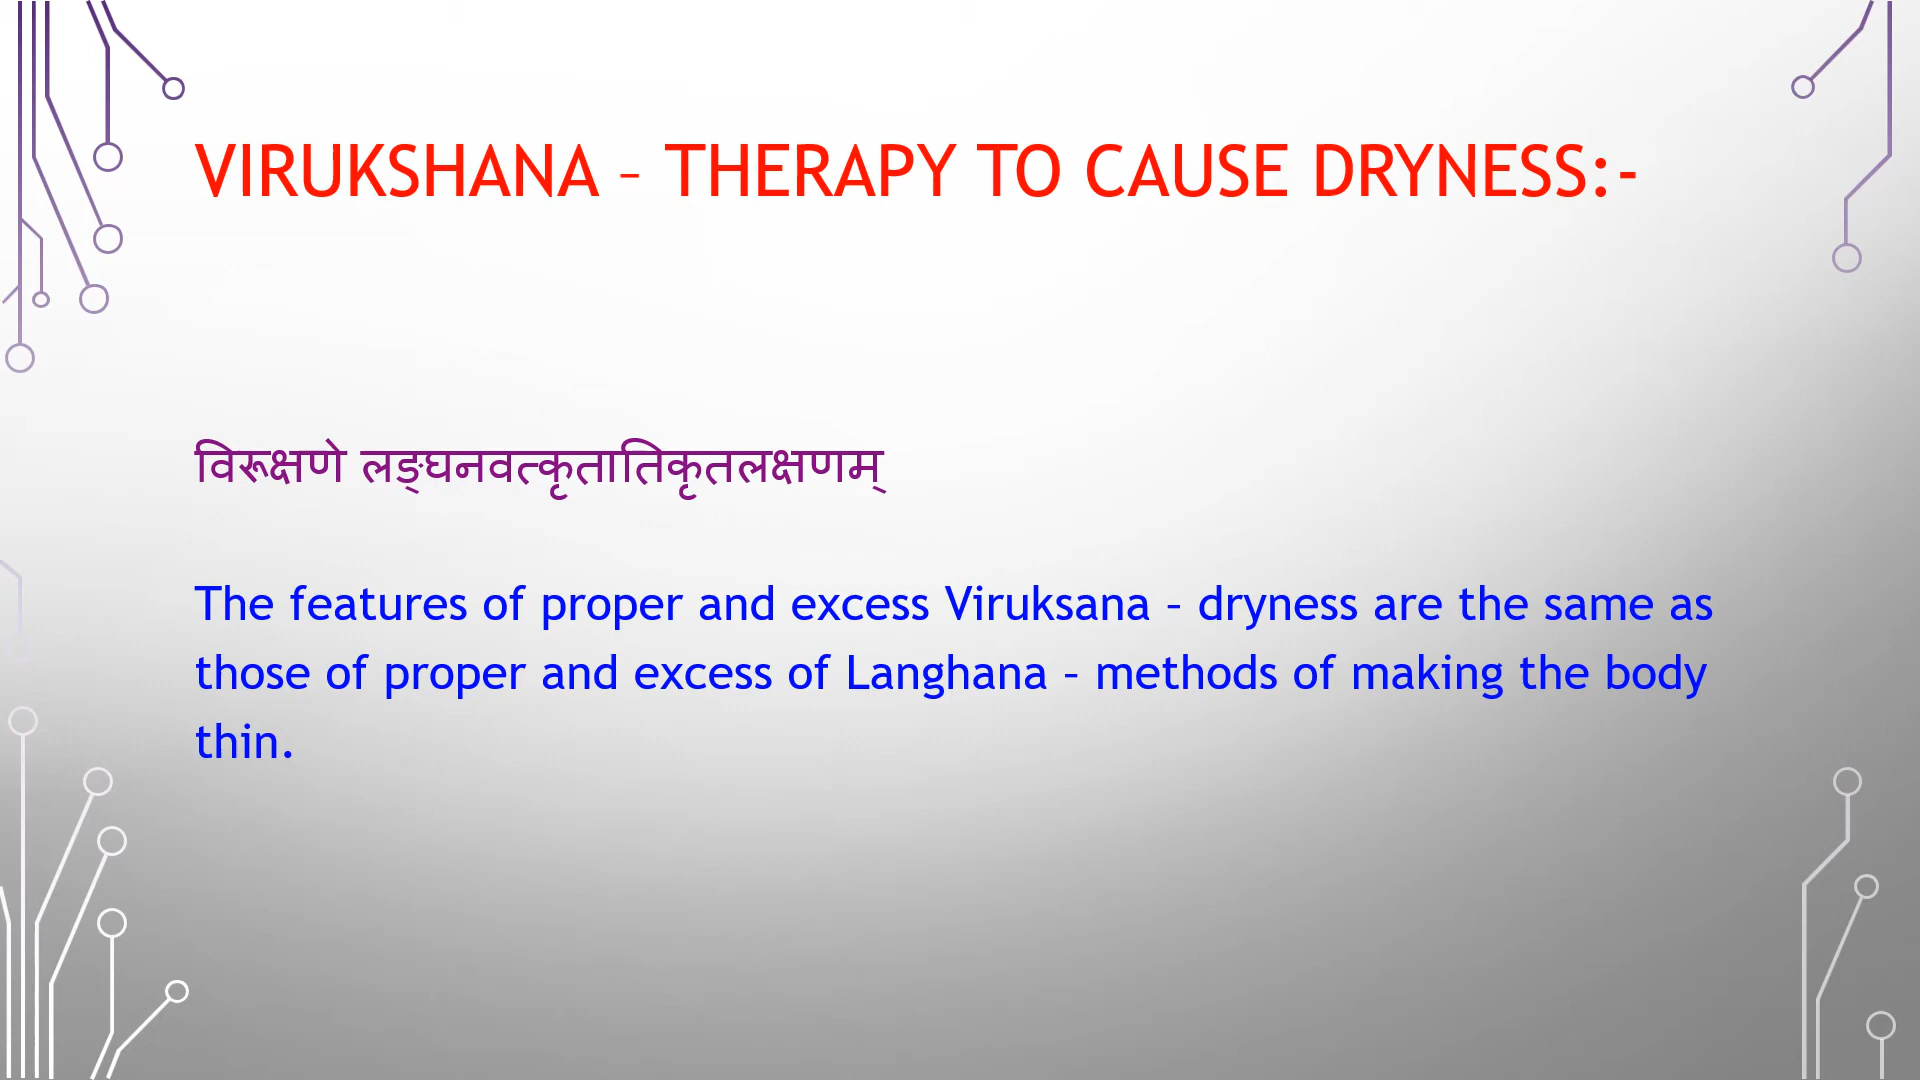 VIRUKSHANA – THERAPY TO CAUSE DRYNESS:-
विरूक्षणे लङ्घनवत्कृतातिकृतलक्षणम्
The features of proper and excess Viruksana – dryness are the same as
those of proper and excess of Langhana – methods of making the body
thin.